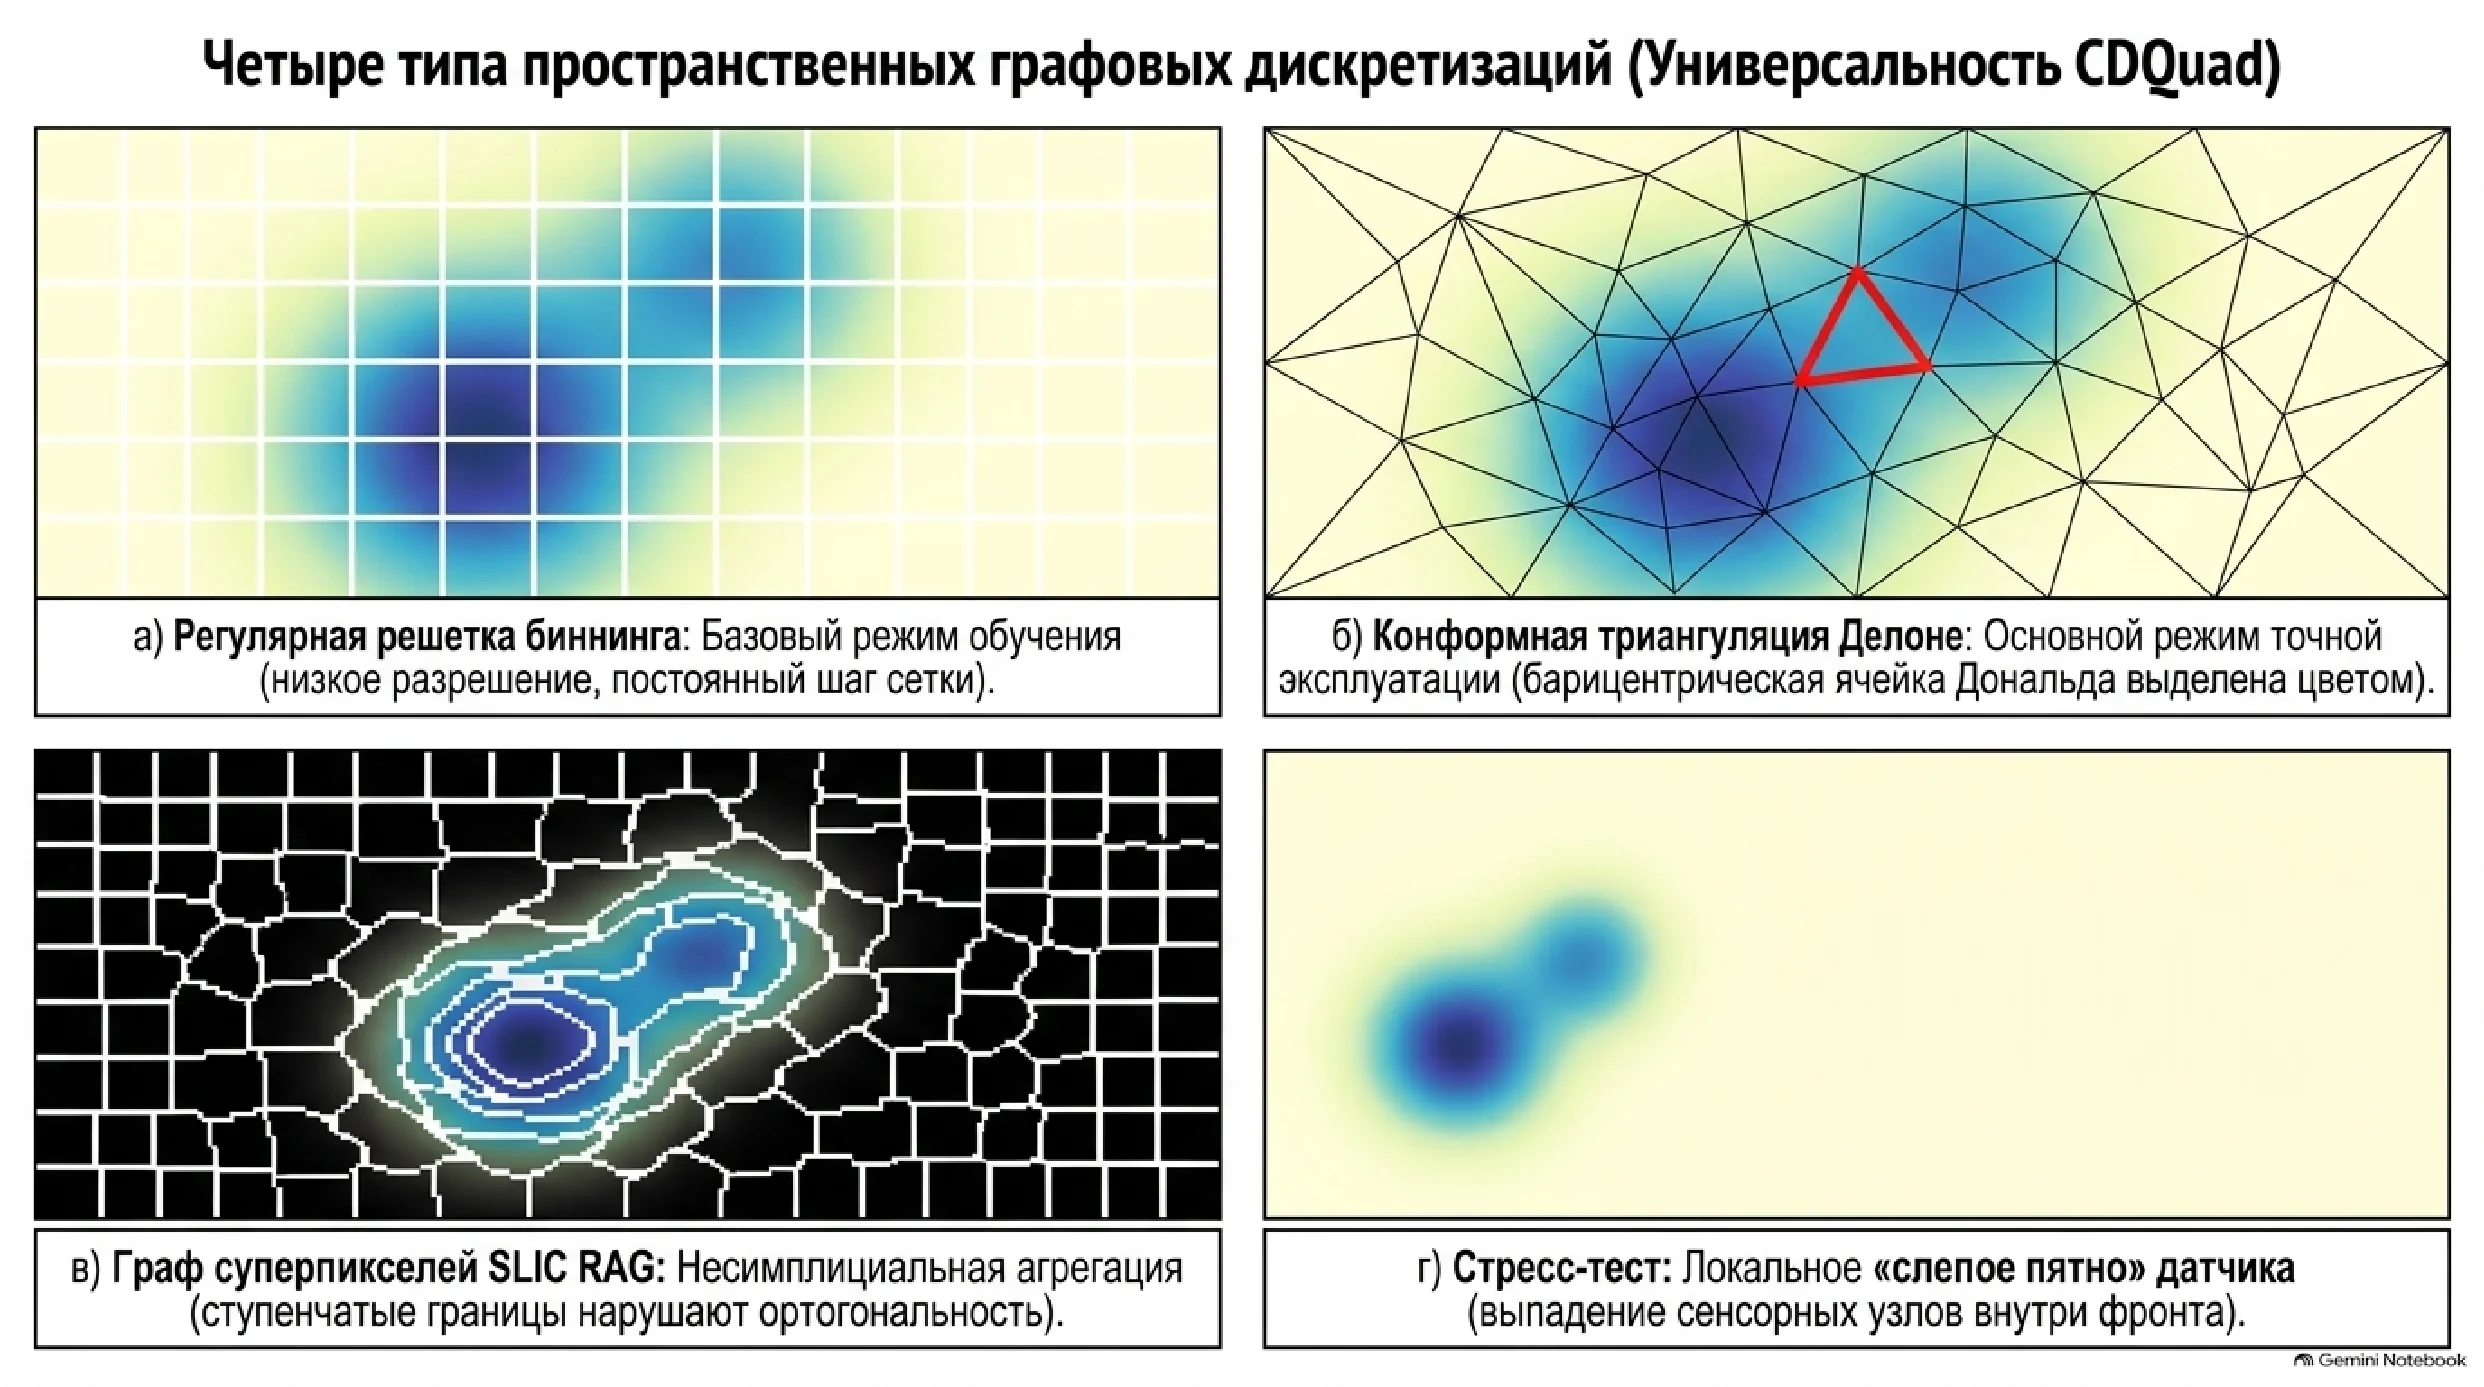 Четыре типа пространственных графовых дискретизаций (Универсальность CDQuad)
а) Регулярная решетка биннинга: Базовый режим обучения
(низкое разрешение, постоянный шаг сетки).
б) Конформная триангуляция Делоне: Основной режим точной
эксплуатации (барицентрическая ячейка Дональда выделена цветом).
в) Граф суперпикселей SLIC RAG: Несимплициальная агрегация
(ступенчатые границы нарушают ортогональность).
г) Стресс-тест: Локальное «слепое пятно» датчика
(выпадение сенсорных узлов внутри фронта).
Gemini Notebook